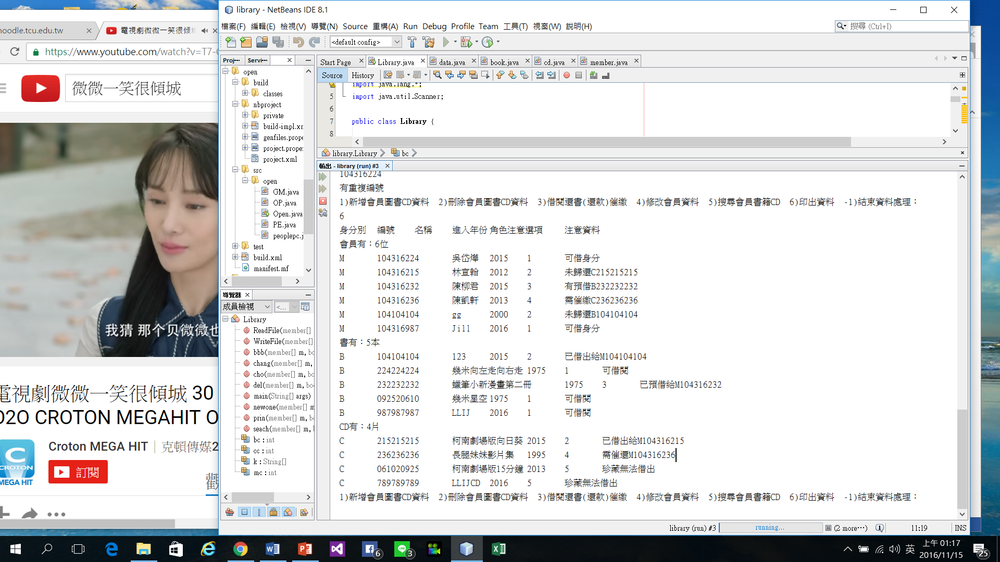 library - NetBeans IDE 8.1
檔案(F) 編輯(E) 檢視(V) 導覽(N) Source 重構(A) Run Debug Profile Team 工具(T) 視窗(W) 說明(H)
搜尋 (Ctrl+I)
<default config>
noodle.tcu.edu.tw
電視劇微微一笑很傾城
https://www.youtube.com/watch?v=T7-
微微一笑很傾城
我猜 那个贝微微也
電視劇微微一笑很傾城 30
O2O CROTON MEGAHIT O
Croton MEGA HIT
克頓傳媒2
C
CROTON
MEGA HIT
訂閱
觀
Proj... Servi...
open
build
classes
nbproject
private
build-impl.xm
genfiles.prope
project.prope
project.xml
src
open
GM.java
OP.java
Open.java
PE.java
peoplepc.j
test
build.xml
manifest.mf
導覽器
成員檢視
<...
Library
ReadFile(member[]
WriteFile(member[]
bbb(member[] m, bo
chang(member[] m,
cho(member[] m, bo
del(member[] m, boo
main(String[] args)
newone(member[] m
prin(member[] m, bo
seach(member[] m, b
bc : int
cc : int
k : String[]
mc : int
Start Page Library.java data.java book.java cd.java member.java
Source History
import java.lang.*;
5 import java.util.Scanner;
6
7 public class Library {
8
library.Library bc
輸出 - library (run) #3
104316224
有重複編號
1)新增會員圖書CD資料 2)刪除會員圖書CD資料 3)借閱還書(還款)催繳 4)修改會員資料 5)搜尋會員書籍CD 6)印出資料 -1)結束資料處理：
6
身分別 編號 名稱 進入年份 角色注意選項 注意資料
會員有：6位
M 104316224 吳岱燁 2015 1 可借身分
M 104316215 林宣翰 2012 2 未歸還C215215215
M 104316232 陳柳君 2015 3 有預借B232232232
M 104316236 陳凱軒 2013 4 需催繳C236236236
M 104104104 gg 2000 2 未歸還B104104104
M 104316987 Jill 2016 1 可借身分
書有：5本
B 104104104 123 2015 2 已借出給M104104104
B 224224224 幾米向左走向右走 1975 1 可借閱
B 232232232 蠟筆小新漫畫第二冊 1975 3 已預借給M104316232
B 092520610 幾米星空 1975 1 可借閱
B 987987987 LLIJ 2016 1 可借閱
CD有：4片
C 215215215 柯南劇場版向日葵 2015 2 已借出給M104316215
C 236236236 長腿妹妹影片集 1995 4 需催還M104316236
C 061020925 柯南劇場版15分鐘 2013 5 珍藏無法借出
C 789789789 LLIJCD 2016 5 珍藏無法借出
1)新增會員圖書CD資料 2)刪除會員圖書CD資料 3)借閱還書(還款)催繳 4)修改會員資料 5)搜尋會員書籍CD 6)印出資料 -1)結束資料處理：
library (run) #3 running... (2 more...) 11:19 INS
6
3
英
上午 01:17
2016/11/15
25